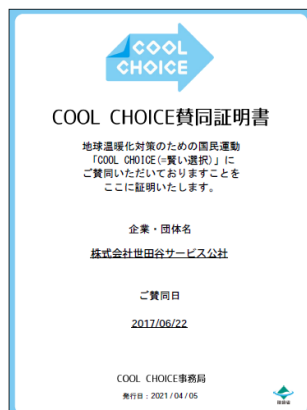 COOL
CHOICE
COOL CHOICE賛同証明書
地球温暖化対策のための国民運動
「COOL CHOICE(=賢い選択)」に
ご賛同いただいておりますことを
ここに証明いたします。
企業・団体名
株式会社世田谷サービス公社
ご賛同日
2017/06/22
COOL CHOICE事務局
発行日：2021/04/05
環境省